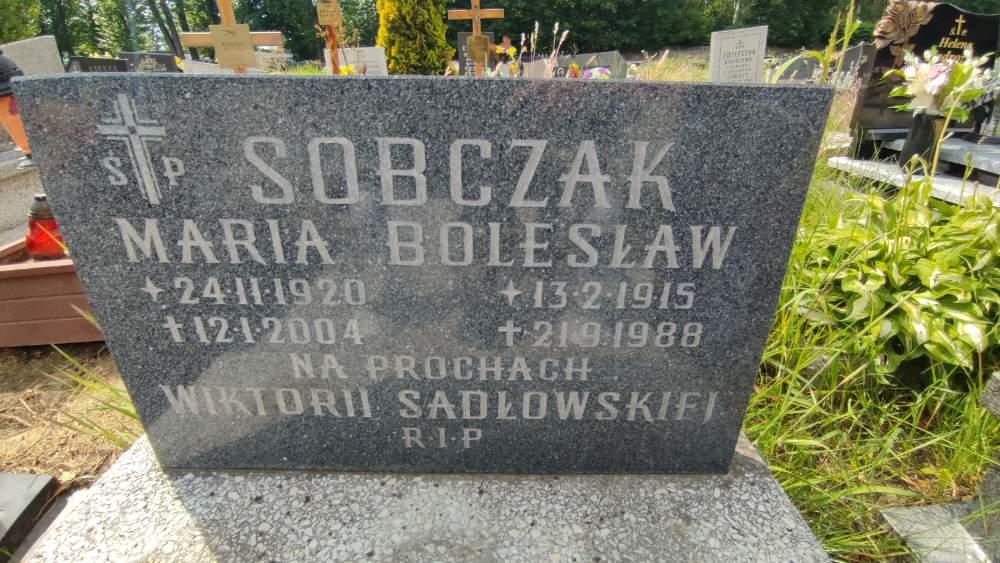 Ś P
SOBCZAK
MARIA BOLESŁAW
24·11·1920 13·2·1915
12·1·2004 21·9·1988
NA PROCHACH
WIKTORII SADŁOWSKIEJ
R·I·P
Helena